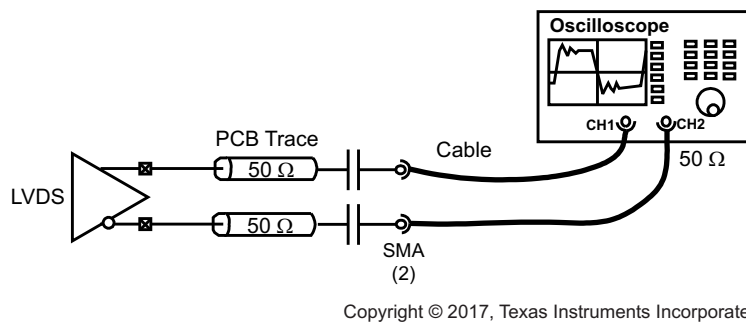 Oscilloscope
CH1
CH2
PCB Trace
Cable
50 Ω
50 Ω
LVDS
50 Ω
SMA
(2)
Copyright © 2017, Texas Instruments Incorporate